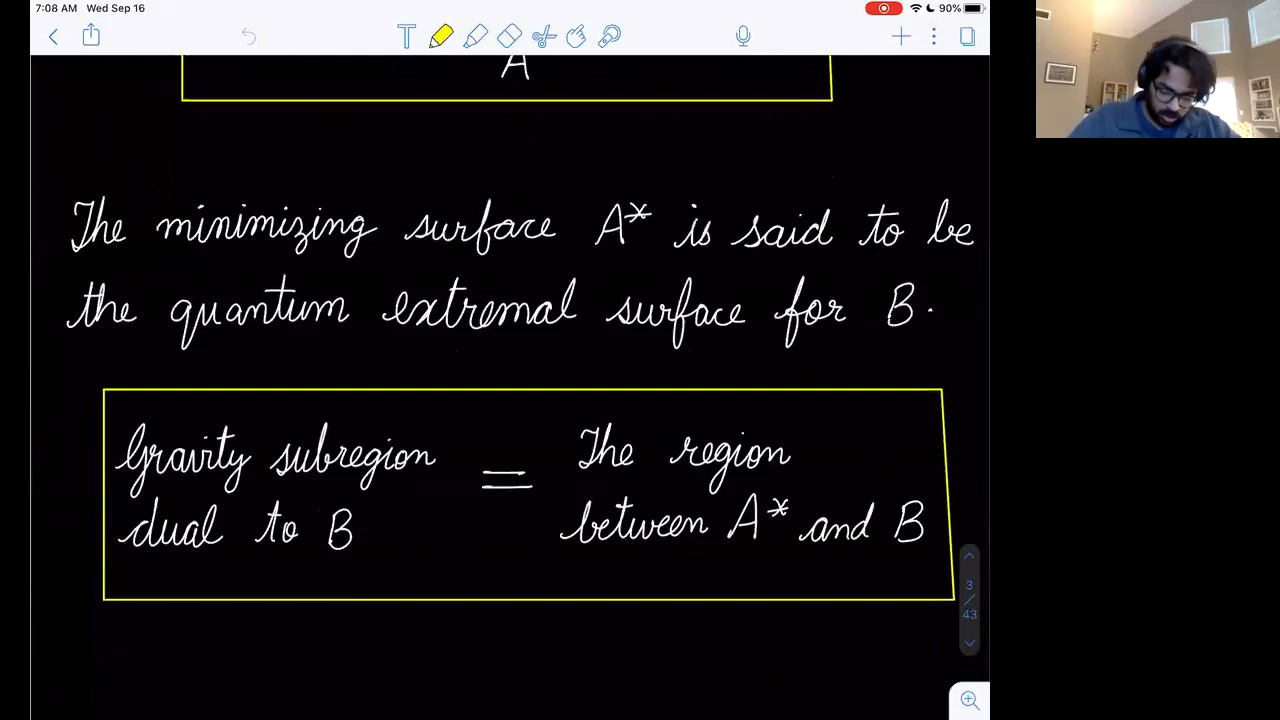 7:08 AM Wed Sep 16
90%
T
A
The minimizing surface A* is said to be
the quantum extremal surface for B.
Gravity subregion
dual to B
=
The region
between A* and B
3
/
43